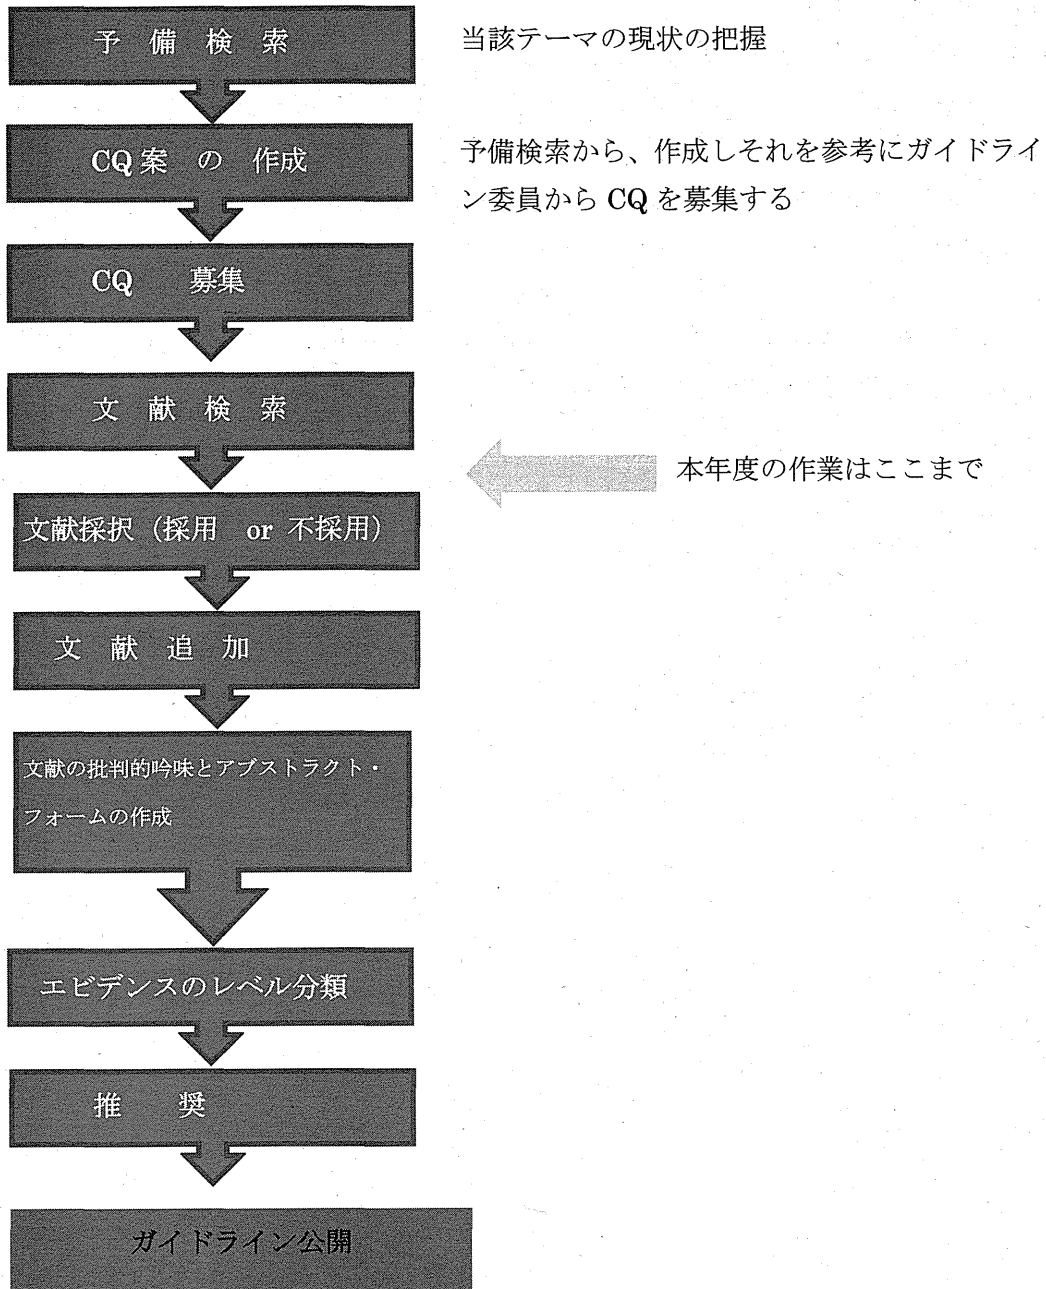 予 備 検 索
当該テーマの現状の把握
CQ案 の 作成
予備検索から、作成しそれを参考にガイドライ
ン委員から CQ を募集する
CQ 募集
文 献 検 索
本年度の作業はここまで
文献採択（採用 or 不採用）
文 献 追 加
文献の批判的吟味とアブストラクト・
フォームの作成
エビデンスのレベル分類
推 奨
ガイドライン公開